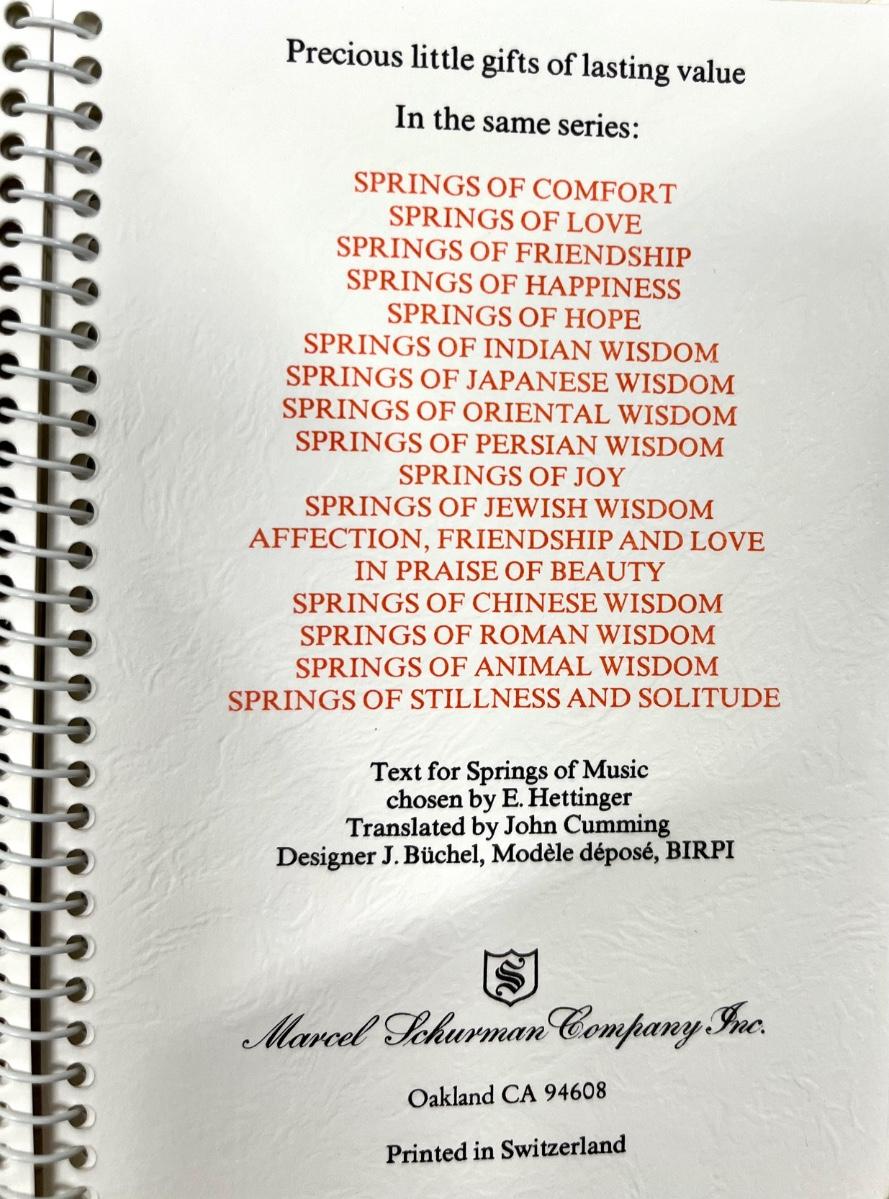 Precious little gifts of lasting value
In the same series:
SPRINGS OF COMFORT
SPRINGS OF LOVE
SPRINGS OF FRIENDSHIP
SPRINGS OF HAPPINESS
SPRINGS OF HOPE
SPRINGS OF INDIAN WISDOM
SPRINGS OF JAPANESE WISDOM
SPRINGS OF ORIENTAL WISDOM
SPRINGS OF PERSIAN WISDOM
SPRINGS OF JOY
SPRINGS OF JEWISH WISDOM
AFFECTION, FRIENDSHIP AND LOVE
IN PRAISE OF BEAUTY
SPRINGS OF CHINESE WISDOM
SPRINGS OF ROMAN WISDOM
SPRINGS OF ANIMAL WISDOM
SPRINGS OF STILLNESS AND SOLITUDE
Text for Springs of Music
chosen by E. Hettinger
Translated by John Cumming
Designer J. Büchel, Modèle déposé, BIRPI
S
Marcel Schurman Company Inc.
Oakland CA 94608
Printed in Switzerland